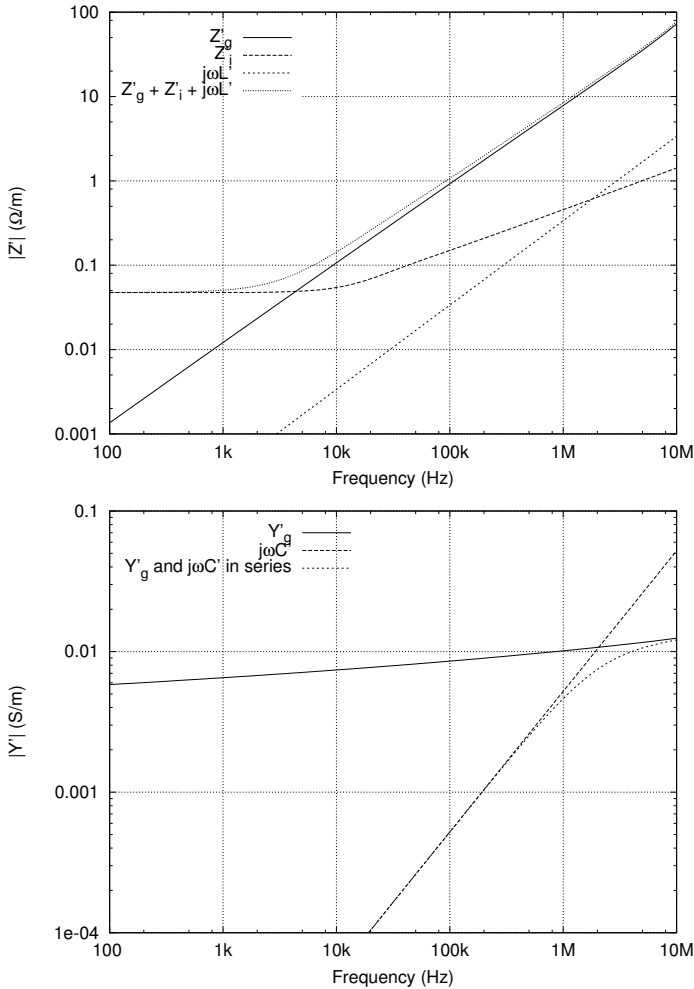 100
10
1
0.1
0.01
0.001
|Z'| (Ω/m)
Z'g
Z'i
jωL'
Z'g + Z'i + jωL'
100 1k 10k 100k 1M 10M
Frequency (Hz)
0.1
0.01
0.001
1e-04
|Y'| (S/m)
Y'g
jωC'
Y'g and jωC' in series
100 1k 10k 100k 1M 10M
Frequency (Hz)